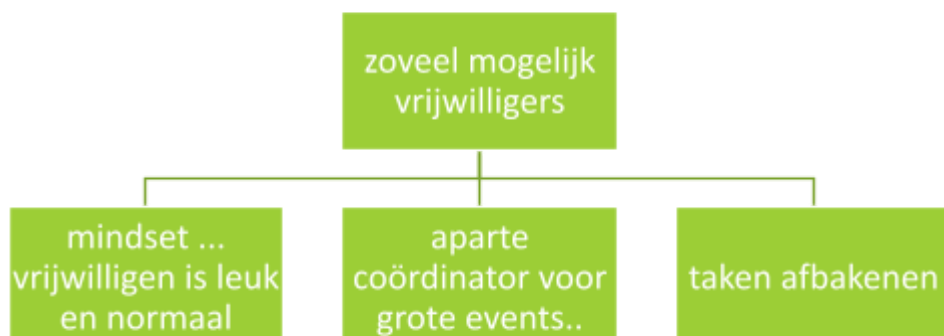 zoveel mogelijk
vrijwilligers
mindset ...
vrijwilligen is leuk
en normaal
aparte
coördinator voor
grote events..
taken afbakenen